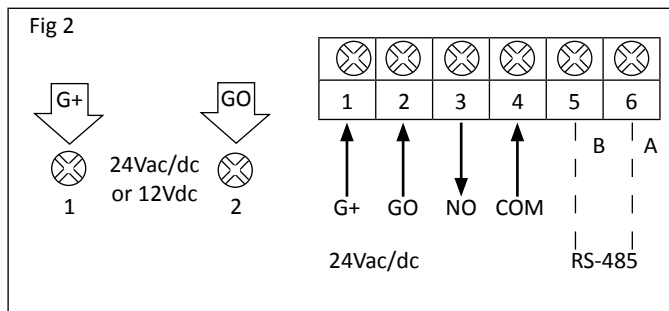 Fig 2
G+
GO
24Vac/dc
or 12Vdc
1
2
1 2 3 4 5 6
B A
G+ GO NO COM
24Vac/dc RS-485